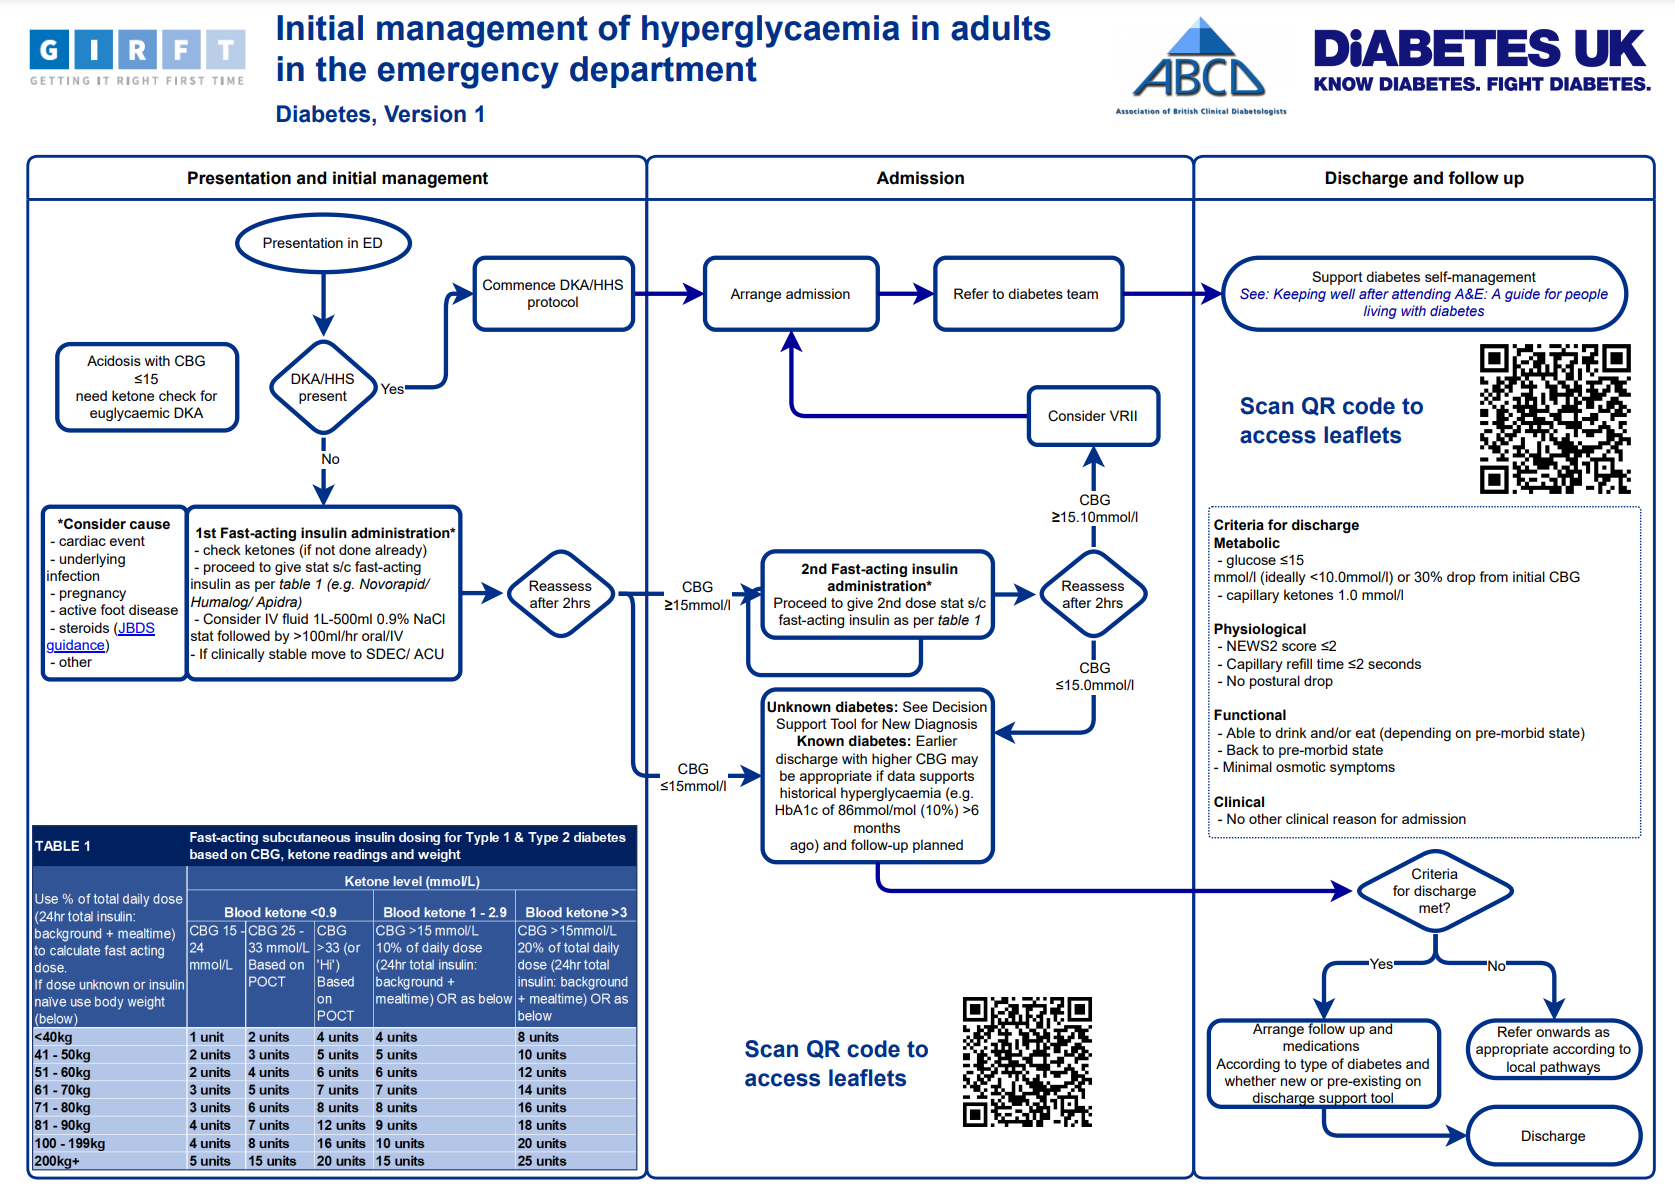 GIRFT
GETTING IT RIGHT FIRST TIME
Initial management of hyperglycaemia in adults
in the emergency department
Diabetes, Version 1
ABCD
Association of British Clinical Diabetologists
DiABETES UK
KNOW DIABETES. FIGHT DIABETES.
Presentation and initial management
Presentation in ED
Commence DKA/HHS
protocol
Acidosis with CBG
≤15
need ketone check for
euglycaemic DKA
DKA/HHS
present
Yes
No
*Consider cause
- cardiac event
- underlying
infection
- pregnancy
- active foot disease
- steroids (JBDS
guidance)
- other
1st Fast-acting insulin administration*
- check ketones (if not done already)
- proceed to give stat s/c fast-acting
insulin as per table 1 (e.g. Novorapid/
Humalog/ Apidra)
- Consider IV fluid 1L-500ml 0.9% NaCl
stat followed by >100ml/hr oral/IV
- If clinically stable move to SDEC/ ACU
Reassess
after 2hrs
TABLE 1
Fast-acting subcutaneous insulin dosing for Typle 1 & Type 2 diabetes
based on CBG, ketone readings and weight
Use % of total daily dose
(24hr total insulin:
background + mealtime)
to calculate fast acting
dose.
If dose unknown or insulin
naïve use body weight
(below)
Ketone level (mmol/L)
Blood ketone <0.9
Blood ketone 1 - 2.9
Blood ketone >3
CBG 15 -
24
mmol/L
CBG 25 -
33 mmol/L
Based on
POCT
CBG
>33 (or
'Hi')
Based
on
POCT
CBG >15 mmol/L
10% of daily dose
(24hr total insulin:
background +
mealtime) OR as below
CBG >15mmol/L
20% of total daily
dose (24hr total
insulin: background
+ mealtime) OR as
below
<40kg 1 unit 2 units 4 units 4 units 8 units
41 - 50kg 2 units 3 units 5 units 5 units 10 units
51 - 60kg 2 units 4 units 6 units 6 units 12 units
61 - 70kg 3 units 5 units 7 units 7 units 14 units
71 - 80kg 3 units 6 units 8 units 8 units 16 units
81 - 90kg 4 units 7 units 12 units 9 units 18 units
100 - 199kg 4 units 8 units 16 units 10 units 20 units
200kg+ 5 units 15 units 20 units 15 units 25 units
Admission
Arrange admission
Refer to diabetes team
Consider VRII
CBG
≥15.10mmol/l
CBG
≥15mmol/l
2nd Fast-acting insulin
administration*
Proceed to give 2nd dose stat s/c
fast-acting insulin as per table 1
Reassess
after 2hrs
CBG
≤15.0mmol/l
CBG
≤15mmol/l
Unknown diabetes: See Decision
Support Tool for New Diagnosis
Known diabetes: Earlier
discharge with higher CBG may
be appropriate if data supports
historical hyperglycaemia (e.g.
HbA1c of 86mmol/mol (10%) >6
months
ago) and follow-up planned
Scan QR code to
access leaflets
Discharge and follow up
Support diabetes self-management
See: Keeping well after attending A&E: A guide for people
living with diabetes
Scan QR code to
access leaflets
Criteria for discharge
Metabolic
- glucose ≤15
mmol/l (ideally <10.0mmol/l) or 30% drop from initial CBG
- capillary ketones 1.0 mmol/l
Physiological
- NEWS2 score ≤2
- Capillary refill time ≤2 seconds
- No postural drop
Functional
- Able to drink and/or eat (depending on pre-morbid state)
- Back to pre-morbid state
- Minimal osmotic symptoms
Clinical
- No other clinical reason for admission
Criteria
for discharge
met?
Yes
No
Arrange follow up and
medications
According to type of diabetes and
whether new or pre-existing on
discharge support tool
Refer onwards as
appropriate according to
local pathways
Discharge